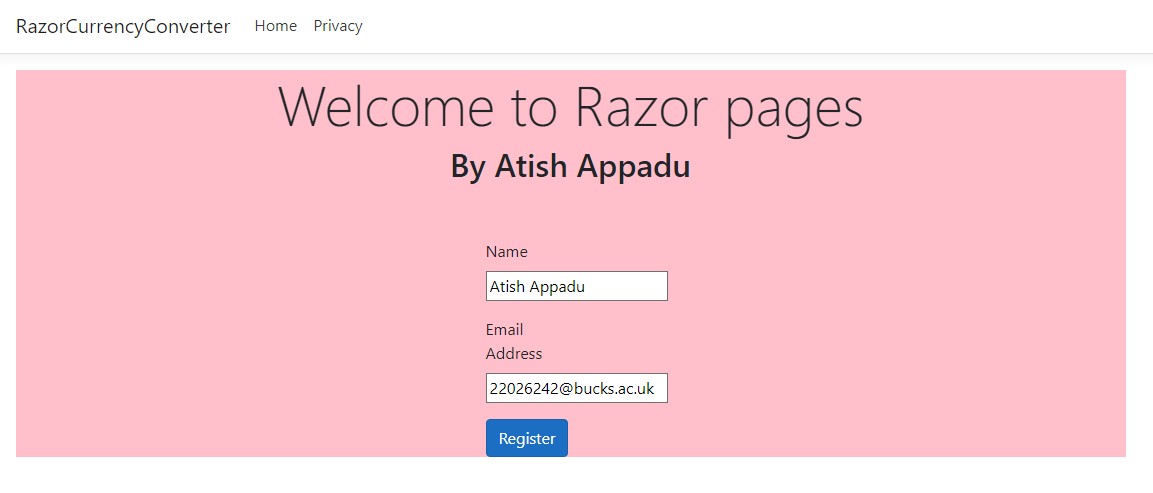 RazorCurrencyConverter Home Privacy
Welcome to Razor pages
By Atish Appadu
Name
Atish Appadu
Email
Address
22026242@bucks.ac.uk
Register